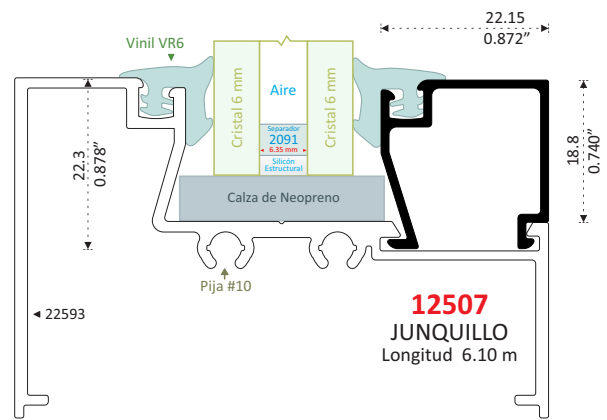 22.15
0.872”
Vinil VR6
Cristal 6 mm
Aire
Cristal 6 mm
Separador
2091
6.35 mm
Silicón
Estructural
22.3
0.878”
18.8
0.740”
Calza de Neopreno
Pija #10
22593
12507
JUNQUILLO
Longitud 6.10 m